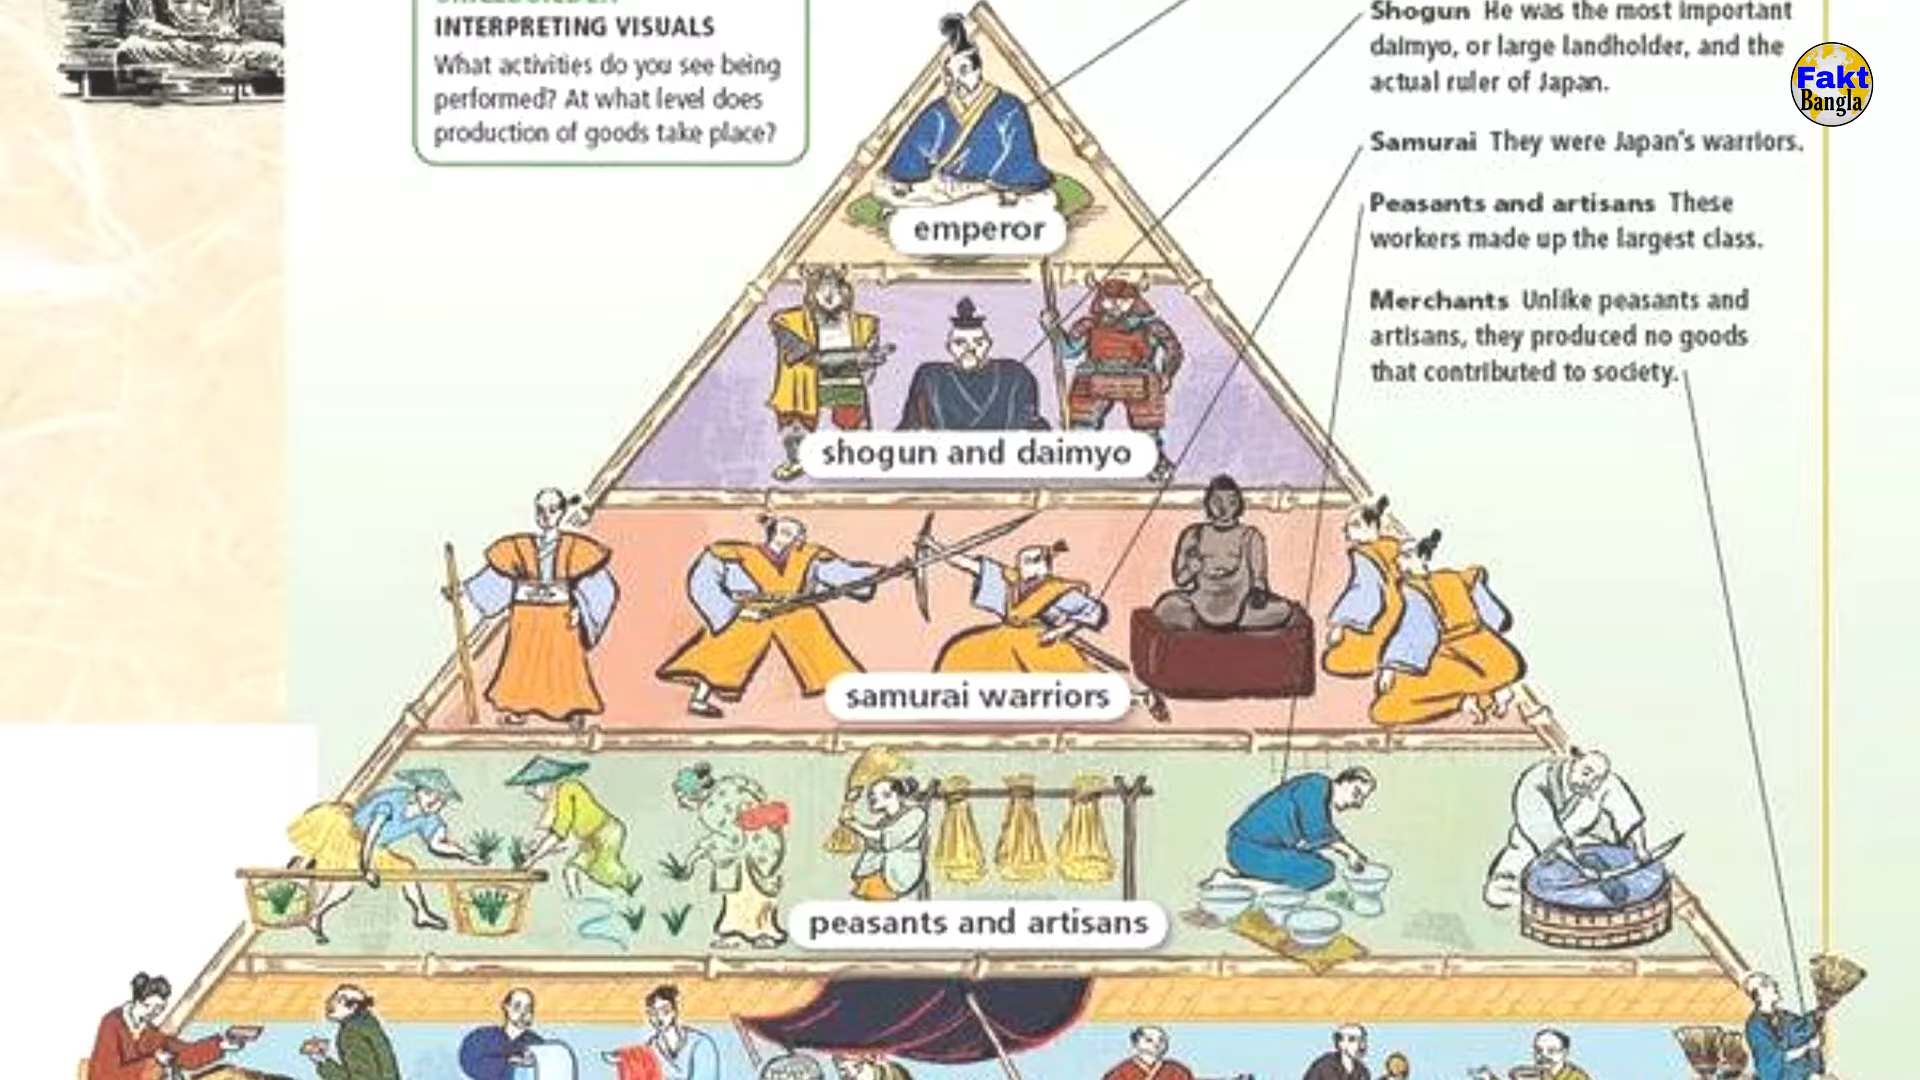 INTERPRETING VISUALS
What activities do you see being
performed? At what level does
production of goods take place?
Shogun He was the most important
daimyo, or large landholder, and the
actual ruler of Japan.
Samurai They were Japan's warriors.
Peasants and artisans These
workers made up the largest class.
Merchants Unlike peasants and
artisans, they produced no goods
that contributed to society.
Fakt
Bangla
emperor
shogun and daimyo
samurai warriors
peasants and artisans